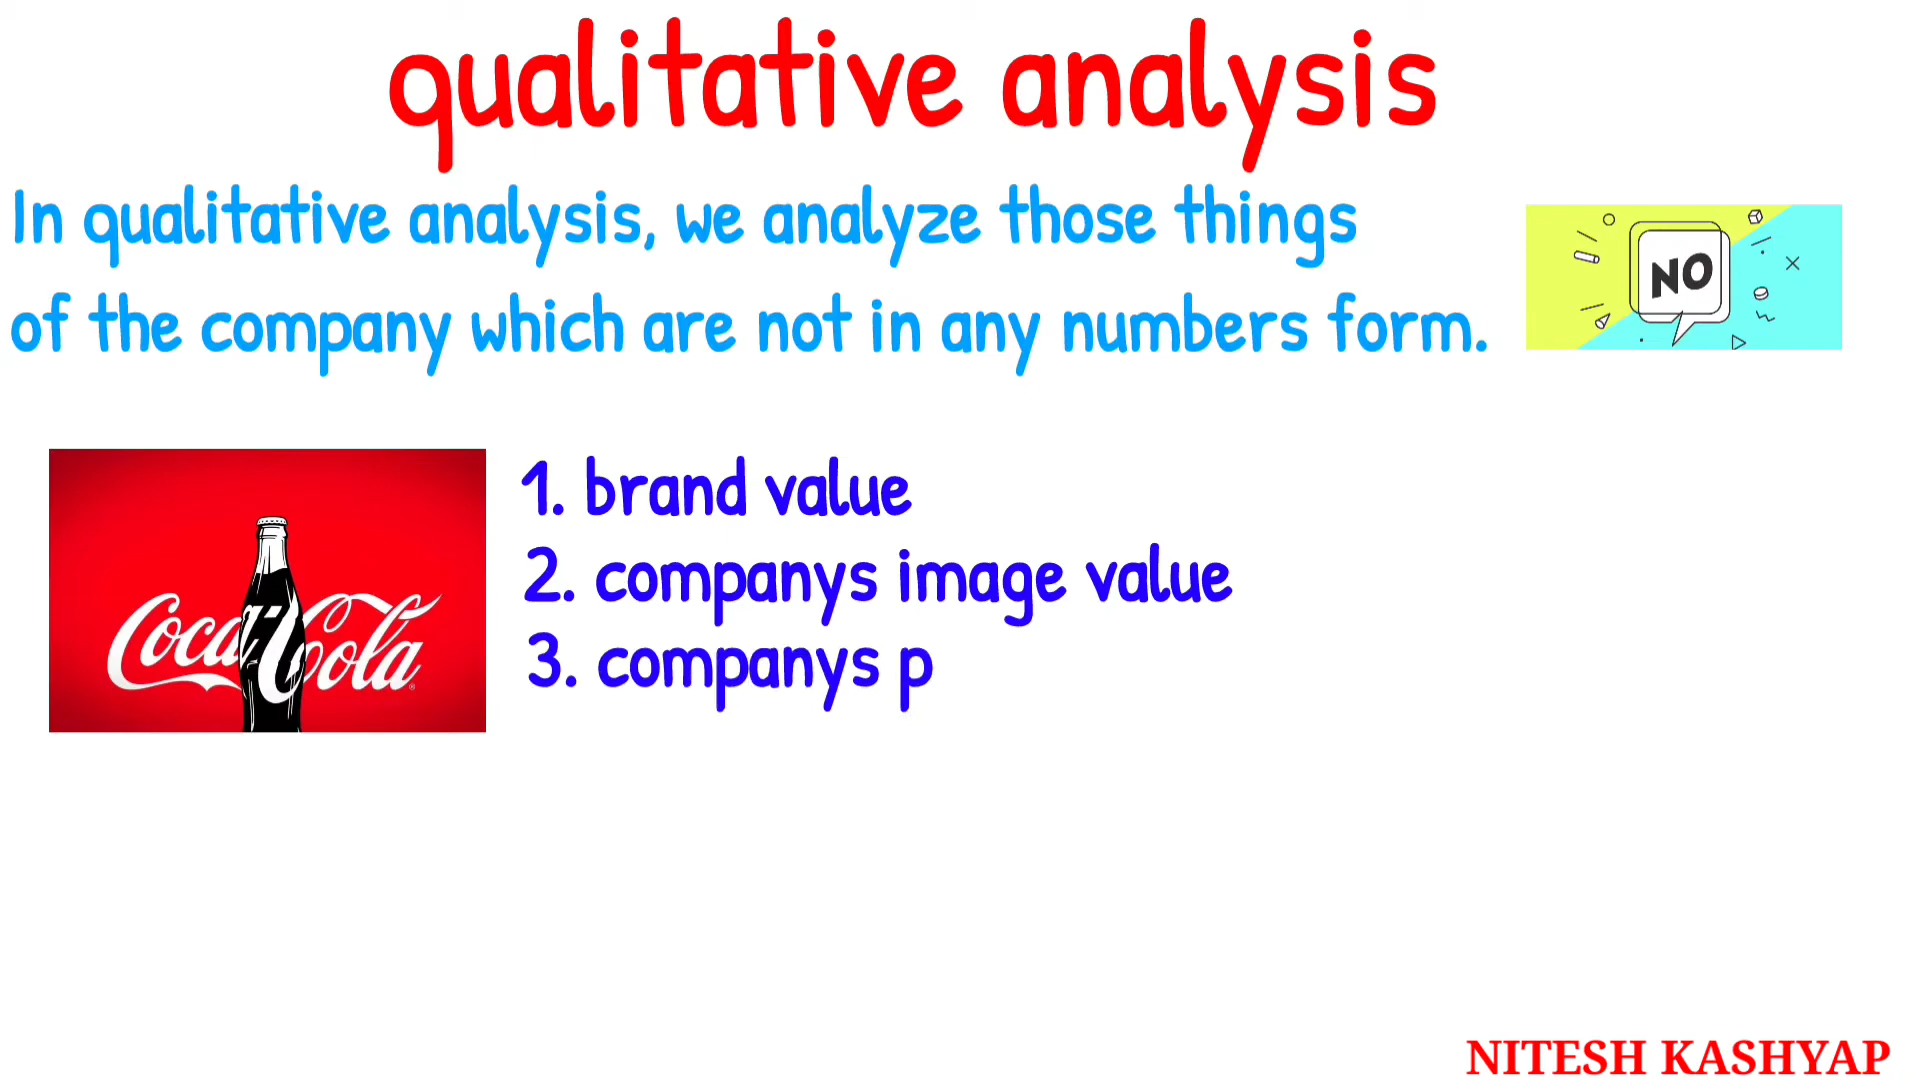 qualitative analysis
In qualitative analysis, we analyze those things
of the company which are not in any numbers form.
NO
Coca-Cola
1. brand value
2. companys image value
3. companys p
NITESH KASHYAP